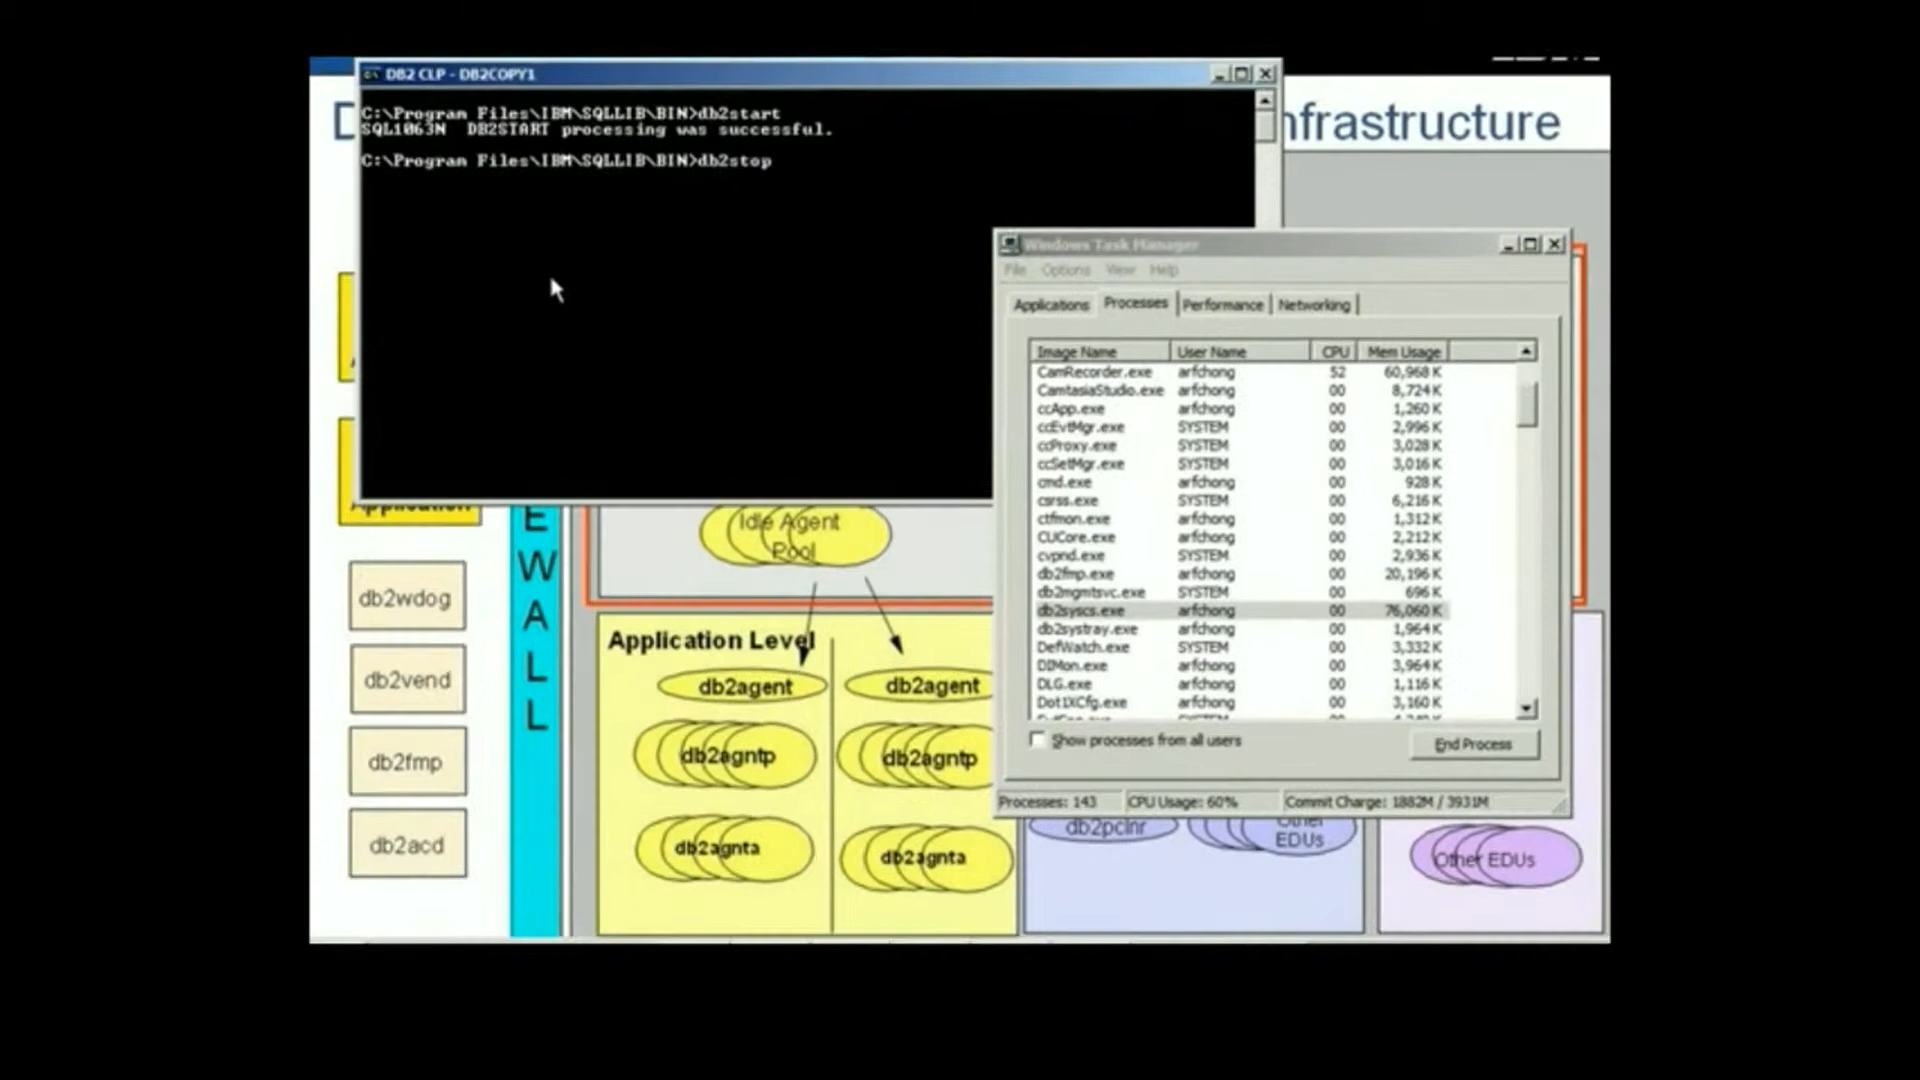 DB2 CLP - DB2COPY1
C:\Program Files\IBM\SQLLIB\BIN>db2start
SQL1063N  DB2START processing was successful.
C:\Program Files\IBM\SQLLIB\BIN>db2stop
nfrastructure
Windows Task Manager
File Options View Help
Applications Processes Performance Networking
Image Name User Name CPU Mem Usage
CamRecorder.exe arfchong 52 60,968 K
CamtasiaStudio.exe arfchong 00 8,724 K
ccApp.exe arfchong 00 1,260 K
ccEvtMgr.exe SYSTEM 00 2,996 K
ccProxy.exe SYSTEM 00 3,028 K
ccSetMgr.exe SYSTEM 00 3,016 K
cmd.exe arfchong 00 928 K
csrss.exe SYSTEM 00 6,216 K
ctfmon.exe arfchong 00 1,312 K
CUCore.exe arfchong 00 2,212 K
cvpnd.exe SYSTEM 00 2,936 K
db2fmp.exe arfchong 00 20,196 K
db2mgmtsvc.exe SYSTEM 00 696 K
db2syscs.exe arfchong 00 76,060 K
db2systray.exe arfchong 00 1,964 K
DefWatch.exe SYSTEM 00 3,332 K
DIMon.exe arfchong 00 3,964 K
DLG.exe arfchong 00 1,116 K
Dot1XCfg.exe arfchong 00 3,160 K
Show processes from all users
End Process
Processes: 143 CPU Usage: 60% Commit Charge: 1882M / 3931M
Application
db2wdog
db2vend
db2fmp
db2acd
E
W
A
L
L
Idle Agent
Pool
Application Level
db2agent db2agent
db2agntp db2agntp
db2agnta db2agnta
db2pclnr
Other
EDUs
Other EDUs